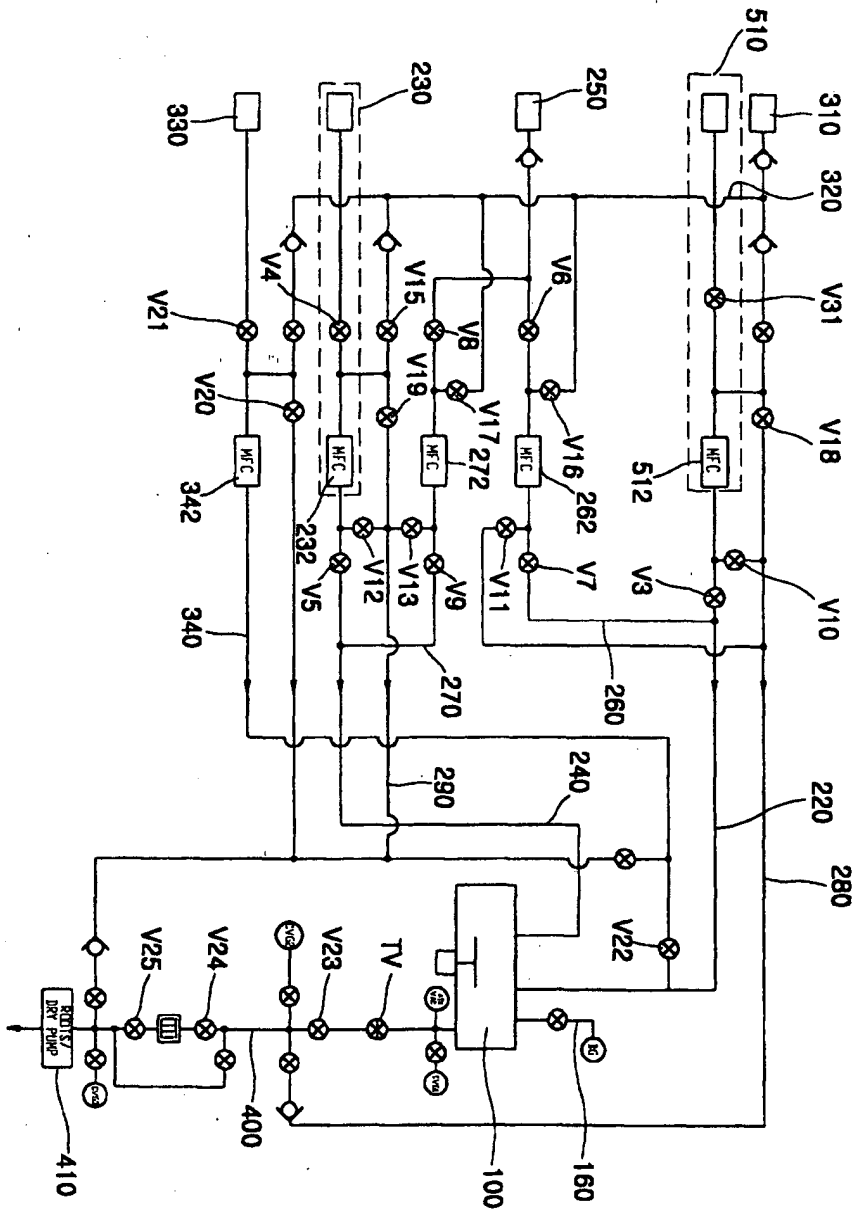 510
310
320
V31
V18
512
MFC
V10
V3
220
280
250
V6
V16
262
MFC
V7
V11
260
V8
V17
272
MFC
V9
V13
270
230
V15
V4
V19
232
MFC
V12
V5
290
240
330
V21
V20
342
MFC
340
V22
100
160
BG
TV
V23
V24
V25
400
ROOTS/
DRY PUMP
410